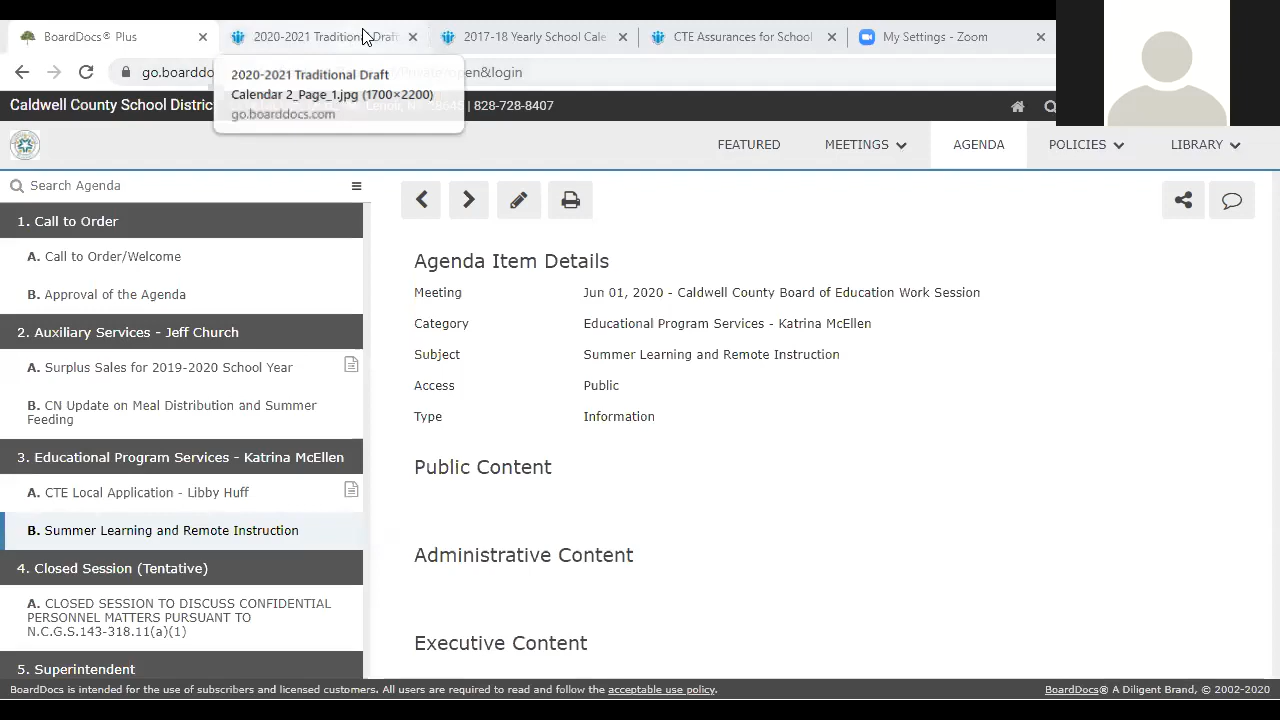 BoardDocs® Plus
2020-2021 Traditional Draft
2017-18 Yearly School Cale
CTE Assurances for School
My Settings - Zoom
go.boarddo
Private-open&login
2020-2021 Traditional Draft
Calendar 2_Page_1.jpg (1700×2200)
go.boarddocs.com
Caldwell County School District
| 828-728-8407
FEATURED
MEETINGS
AGENDA
POLICIES
LIBRARY
Search Agenda
1. Call to Order
A. Call to Order/Welcome
B. Approval of the Agenda
2. Auxiliary Services - Jeff Church
A. Surplus Sales for 2019-2020 School Year
B. CN Update on Meal Distribution and Summer
Feeding
3. Educational Program Services - Katrina McEllen
A. CTE Local Application - Libby Huff
B. Summer Learning and Remote Instruction
4. Closed Session (Tentative)
A. CLOSED SESSION TO DISCUSS CONFIDENTIAL
PERSONNEL MATTERS PURSUANT TO
N.C.G.S.143-318.11(a)(1)
5. Superintendent
Agenda Item Details
Meeting
Jun 01, 2020 - Caldwell County Board of Education Work Session
Category
Educational Program Services - Katrina McEllen
Subject
Summer Learning and Remote Instruction
Access
Public
Type
Information
Public Content
Administrative Content
Executive Content
BoardDocs is intended for the use of subscribers and licensed customers. All users are required to read and follow the acceptable use policy.
BoardDocs® A Diligent Brand, © 2002-2020